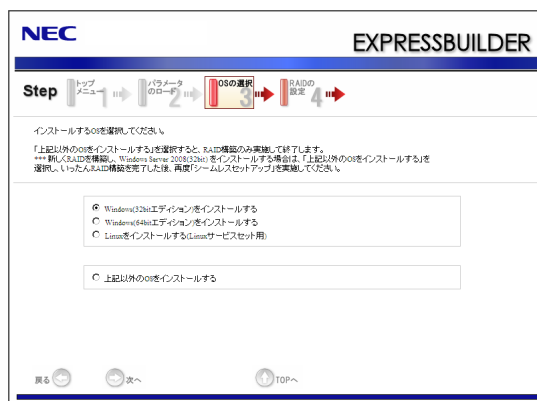 NEC
EXPRESSBUILDER
Step
トップ
メニュー 1
パラメータ
のロード 2
OSの選択
3
RAIDの
設定 4
インストールするOSを選択してください。
「上記以外のOSをインストールする」を選択すると、RAID構築のみ実施して終了します。
*** 新しくRAIDを構築し、Windows Server 2008(32bit) をインストールする場合は、「上記以外のOSをインストールする」を
選択し、いったんRAID構築を完了した後、再度「シームレスセットアップ」を実施してください。
Windows(32bitエディション)をインストールする
Windows(64bitエディション)をインストールする
Linuxをインストールする(Linuxサービスセット用)
上記以外のOSをインストールする
戻る
次へ
TOPへ